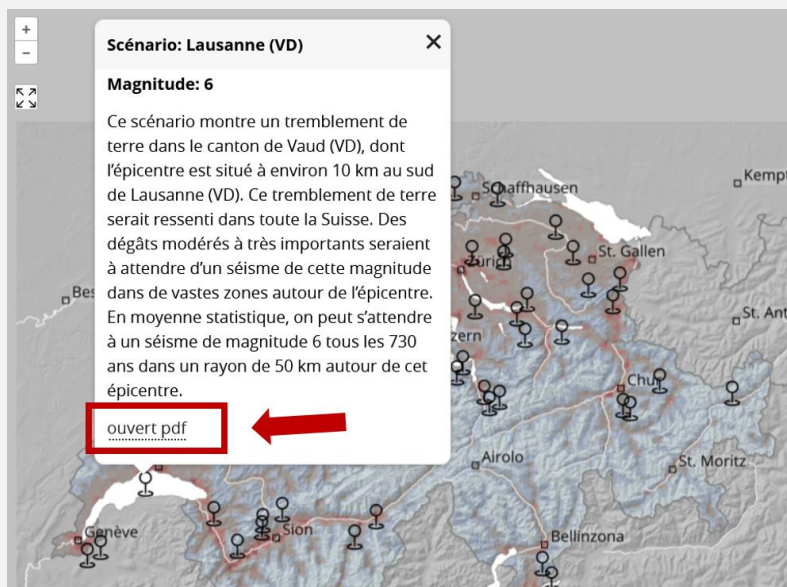 +
−
Scénario: Lausanne (VD)
×
Magnitude: 6
Ce scénario montre un tremblement de
terre dans le canton de Vaud (VD), dont
l’épicentre est situé à environ 10 km au sud
de Lausanne (VD). Ce tremblement de terre
serait ressenti dans toute la Suisse. Des
dégâts modérés à très importants seraient
à attendre d’un séisme de cette magnitude
dans de vastes zones autour de l’épicentre.
En moyenne statistique, on peut s’attendre
à un séisme de magnitude 6 tous les 730
ans dans un rayon de 50 km autour de cet
épicentre.
ouvert pdf
Kempt
Schaffhausen
St. Gallen
Zürich
Bes
St. Ant
zern
Chur
Airolo
St. Moritz
Genève
Sion
Bellinzona